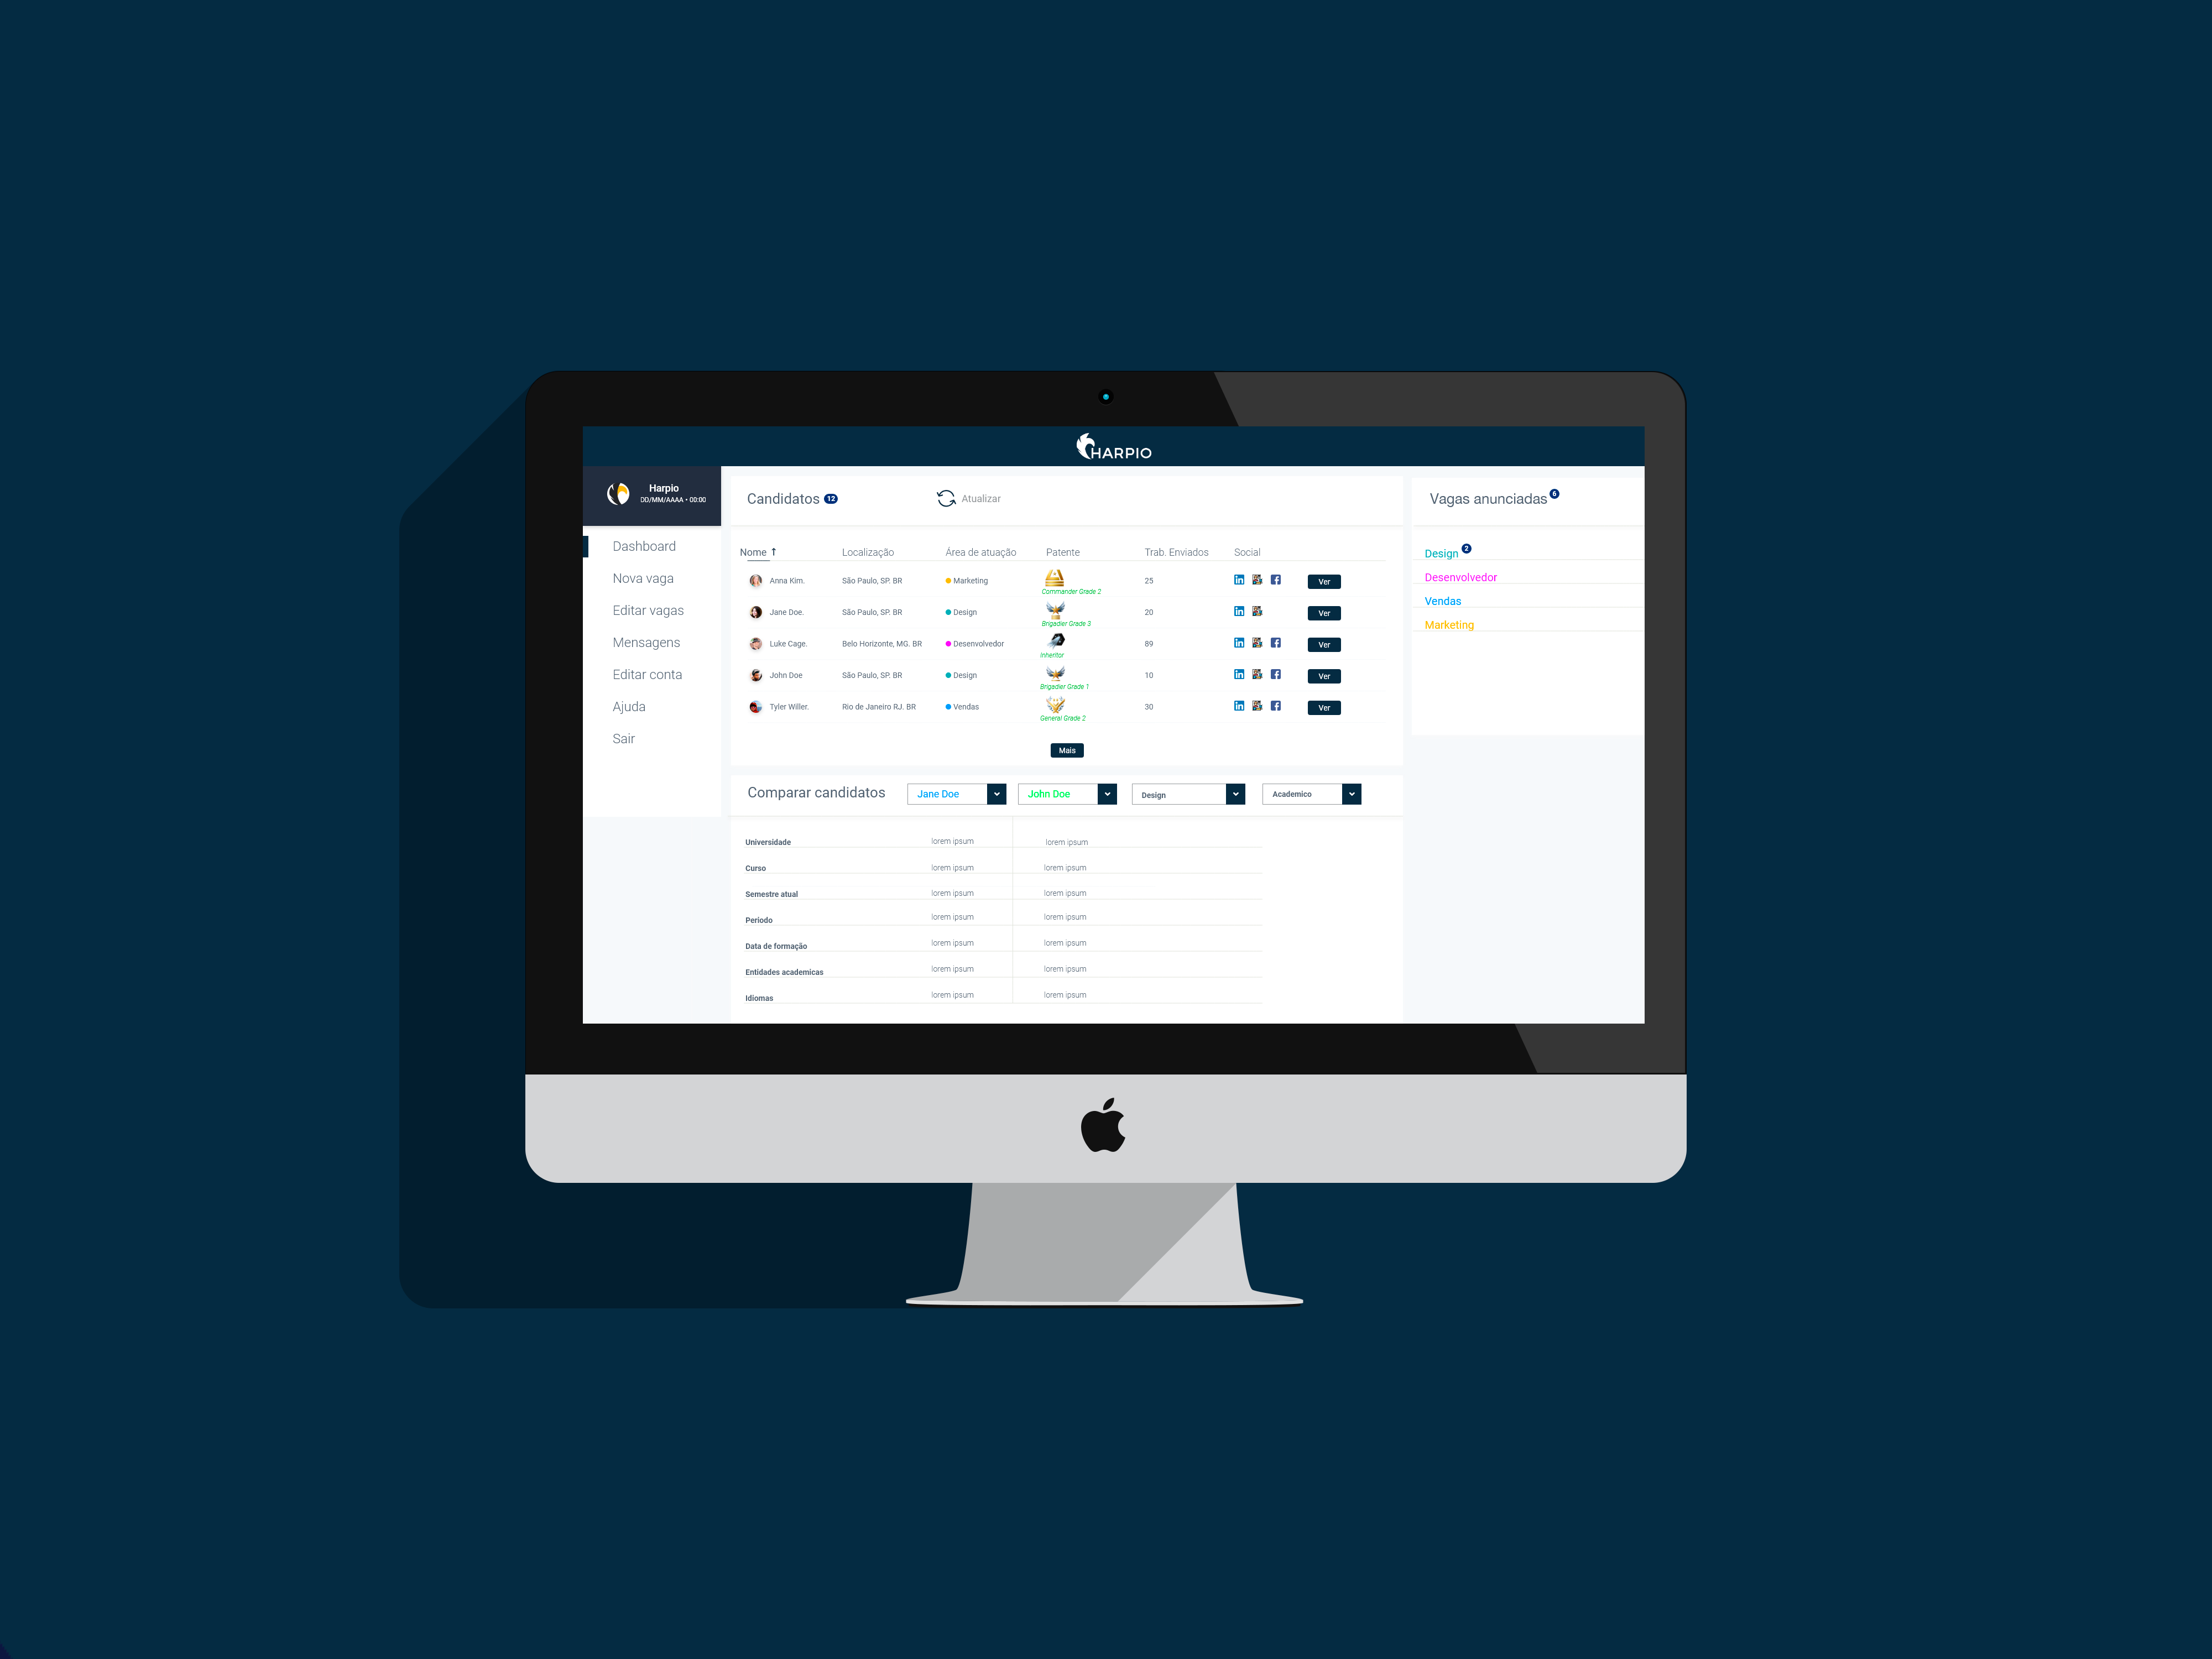 HARPIO
Harpio
DD/MM/AAAA • 00:00
Dashboard
Nova vaga
Editar vagas
Mensagens
Editar conta
Ajuda
Sair
Candidatos 12
Atualizar
Nome ↑ Localização Área de atuação Patente Trab. Enviados Social
Anna Kim. São Paulo, SP. BR Marketing Commander Grade 2 25 in f Ver
Jane Doe. São Paulo, SP. BR Design Brigadier Grade 3 20 in Ver
Luke Cage. Belo Horizonte, MG. BR Desenvolvedor Inheritor 89 in f Ver
John Doe São Paulo, SP. BR Design Brigadier Grade 1 10 in f Ver
Tyler Willer. Rio de Janeiro RJ. BR Vendas General Grade 2 30 in f Ver
Mais
Comparar candidatos Jane Doe John Doe Design Academico
Universidade lorem ipsum lorem ipsum
Curso lorem ipsum lorem ipsum
Semestre atual lorem ipsum lorem ipsum
Periodo lorem ipsum lorem ipsum
Data de formação lorem ipsum lorem ipsum
Entidades academicas lorem ipsum lorem ipsum
Idiomas lorem ipsum lorem ipsum
Vagas anunciadas 6
Design 2
Desenvolvedor
Vendas
Marketing